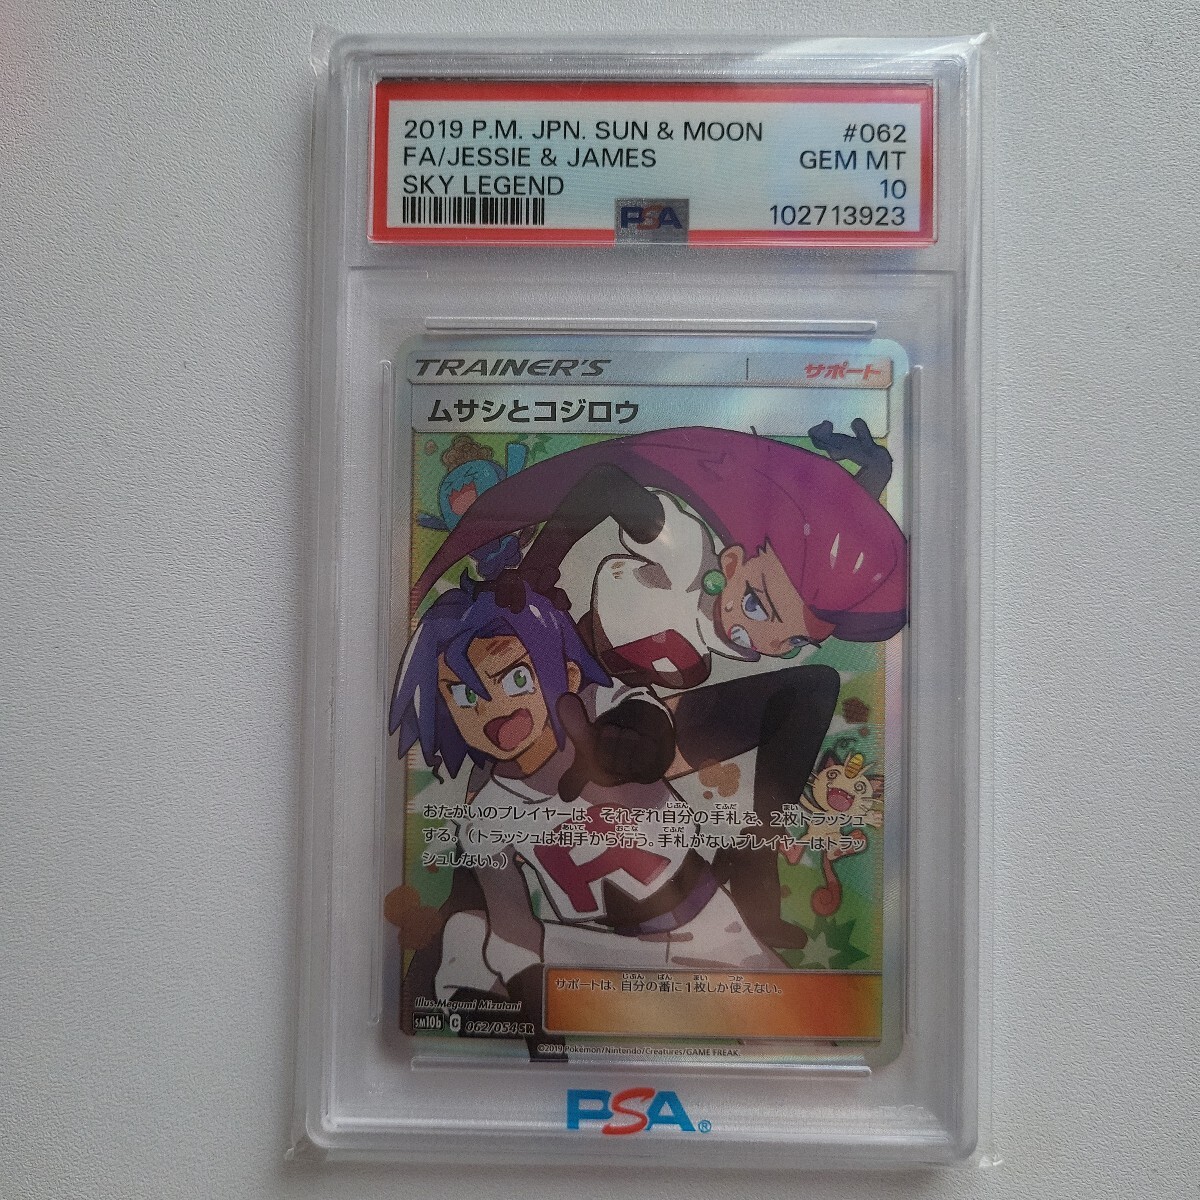 2019 P.M. JPN. SUN & MOON #062
FA/JESSIE & JAMES GEM MT
SKY LEGEND 10
PSA 102713923
TRAINER'S サポート
ムサシとコジロウ
おたがいのプレイヤーは、それぞれ自分の手札を、2枚トラッシュ
する。（トラッシュは相手から行う。手札がないプレイヤーはトラッ
シュしない。）
サポートは、自分の番に1枚しか使えない。
Illus. Megumi Mizutani
SM10b C 062/054 SR
©2019 Pokémon/Nintendo/Creatures/GAME FREAK.
PSA®